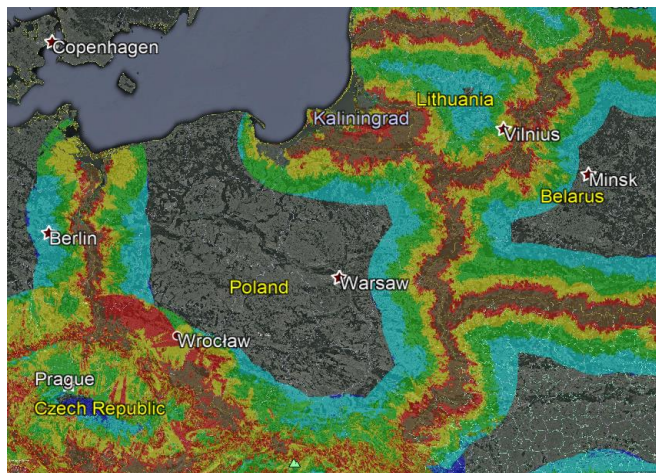 Copenhagen
Lithuania
Kaliningrad
Vilnius
Minsk
Belarus
Berlin
Poland
Warsaw
Wrocław
Prague
Czech Republic